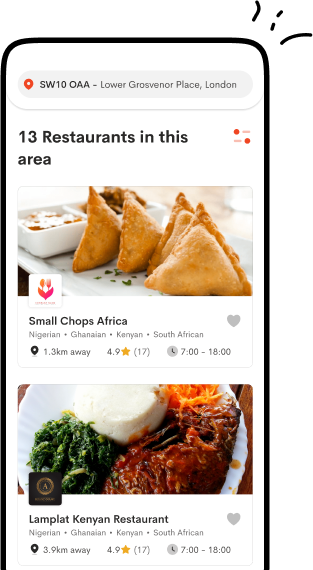 SW10 OAA - Lower Grosvenor Place, London
13 Restaurants in this
area
Small Chops Africa
Nigerian • Ghanaian • Kenyan • South African
1.3km away 4.9 (17) 7:00 - 18:00
Lamplat Kenyan Restaurant
Nigerian • Ghanaian • Kenyan • South African
3.9km away 4.9 (17) 7:00 - 18:00